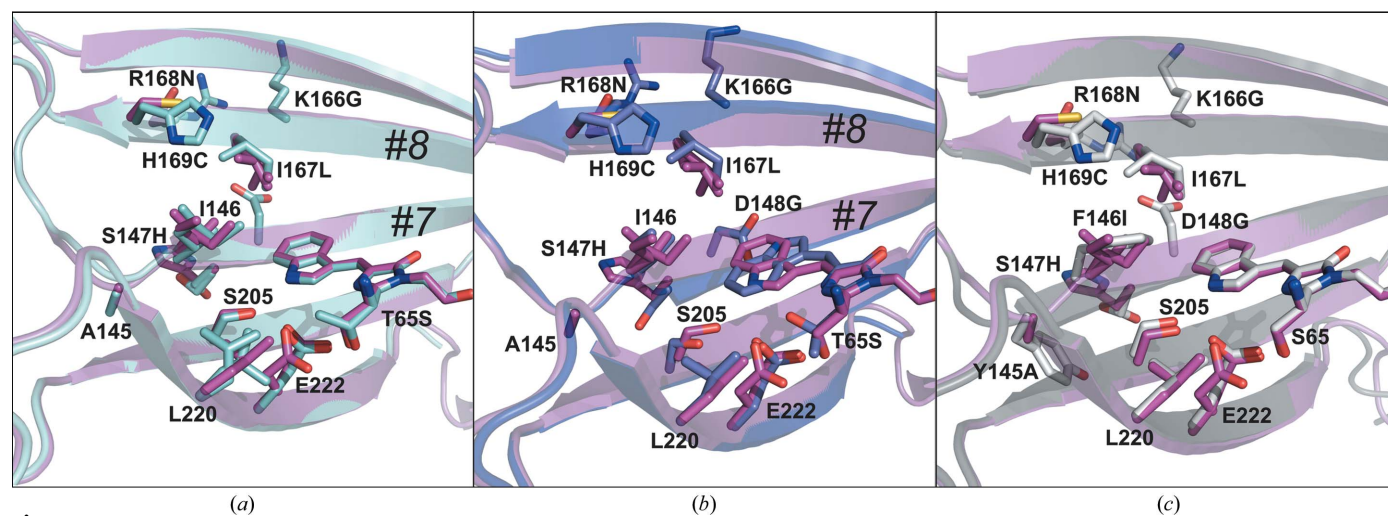 R168N
K166G
#8
H169C
I167L
I146
#7
S147H
S205
A145
T65S
E222
L220
(a)
R168N
K166G
#8
H169C
I167L
I146
D148G
#7
S147H
S205
A145
T65S
E222
L220
(b)
R168N
K166G
H169C
I167L
F146I
D148G
S147H
S205
S65
Y145A
E222
L220
(c)